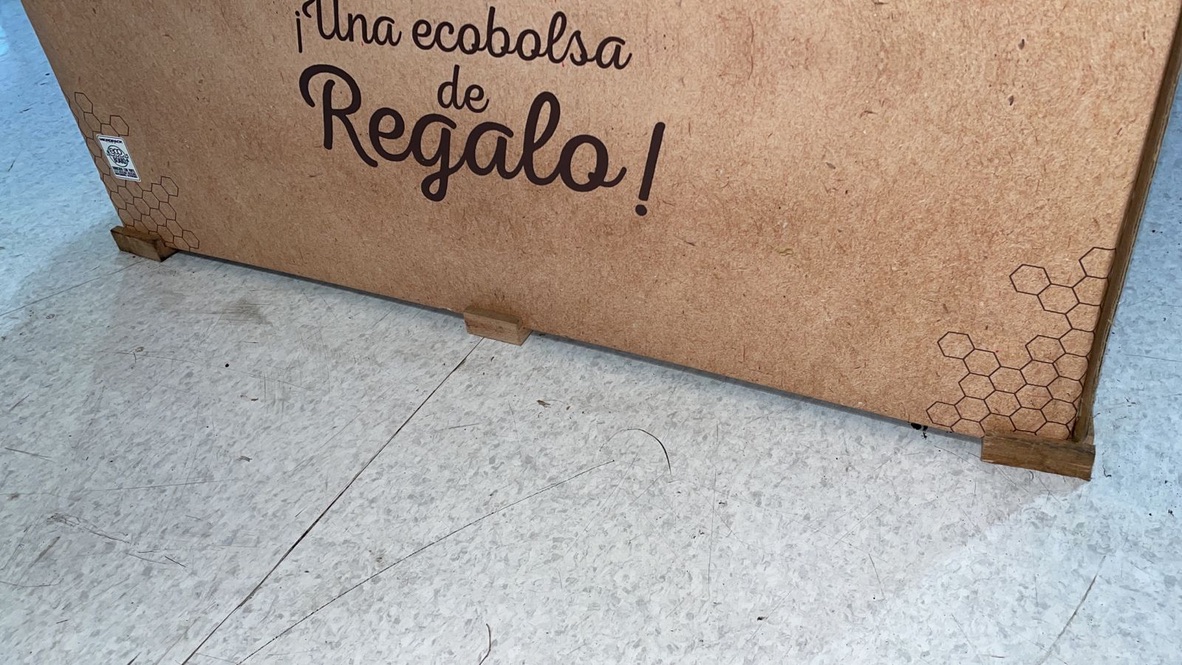 ¡Una ecobolsa
de
Regalo!